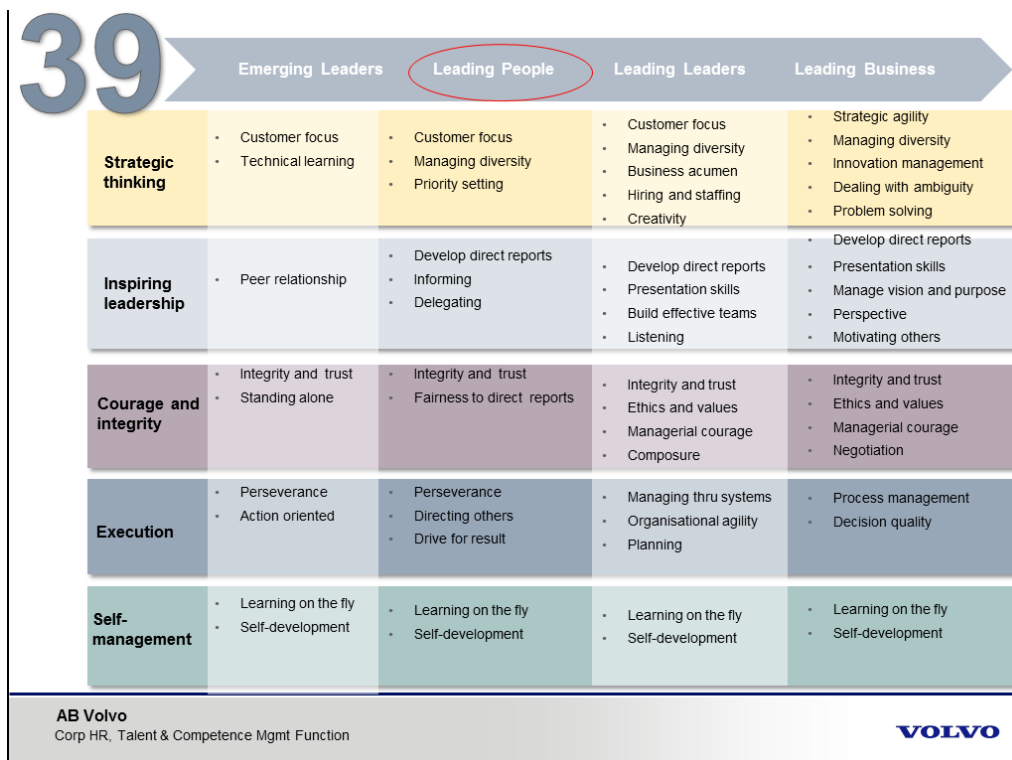 39
Emerging Leaders
Leading People
Leading Leaders
Leading Business
Strategic
thinking
• Customer focus
• Technical learning
• Customer focus
• Managing diversity
• Priority setting
• Customer focus
• Managing diversity
• Business acumen
• Hiring and staffing
• Creativity
• Strategic agility
• Managing diversity
• Innovation management
• Dealing with ambiguity
• Problem solving
Inspiring
leadership
• Peer relationship
• Develop direct reports
• Informing
• Delegating
• Develop direct reports
• Presentation skills
• Build effective teams
• Listening
• Develop direct reports
• Presentation skills
• Manage vision and purpose
• Perspective
• Motivating others
Courage and
integrity
• Integrity and trust
• Standing alone
• Integrity and trust
• Fairness to direct reports
• Integrity and trust
• Ethics and values
• Managerial courage
• Composure
• Integrity and trust
• Ethics and values
• Managerial courage
• Negotiation
Execution
• Perseverance
• Action oriented
• Perseverance
• Directing others
• Drive for result
• Managing thru systems
• Organisational agility
• Planning
• Process management
• Decision quality
Self-
management
• Learning on the fly
• Self-development
• Learning on the fly
• Self-development
• Learning on the fly
• Self-development
• Learning on the fly
• Self-development
AB Volvo
Corp HR, Talent & Competence Mgmt Function
VOLVO